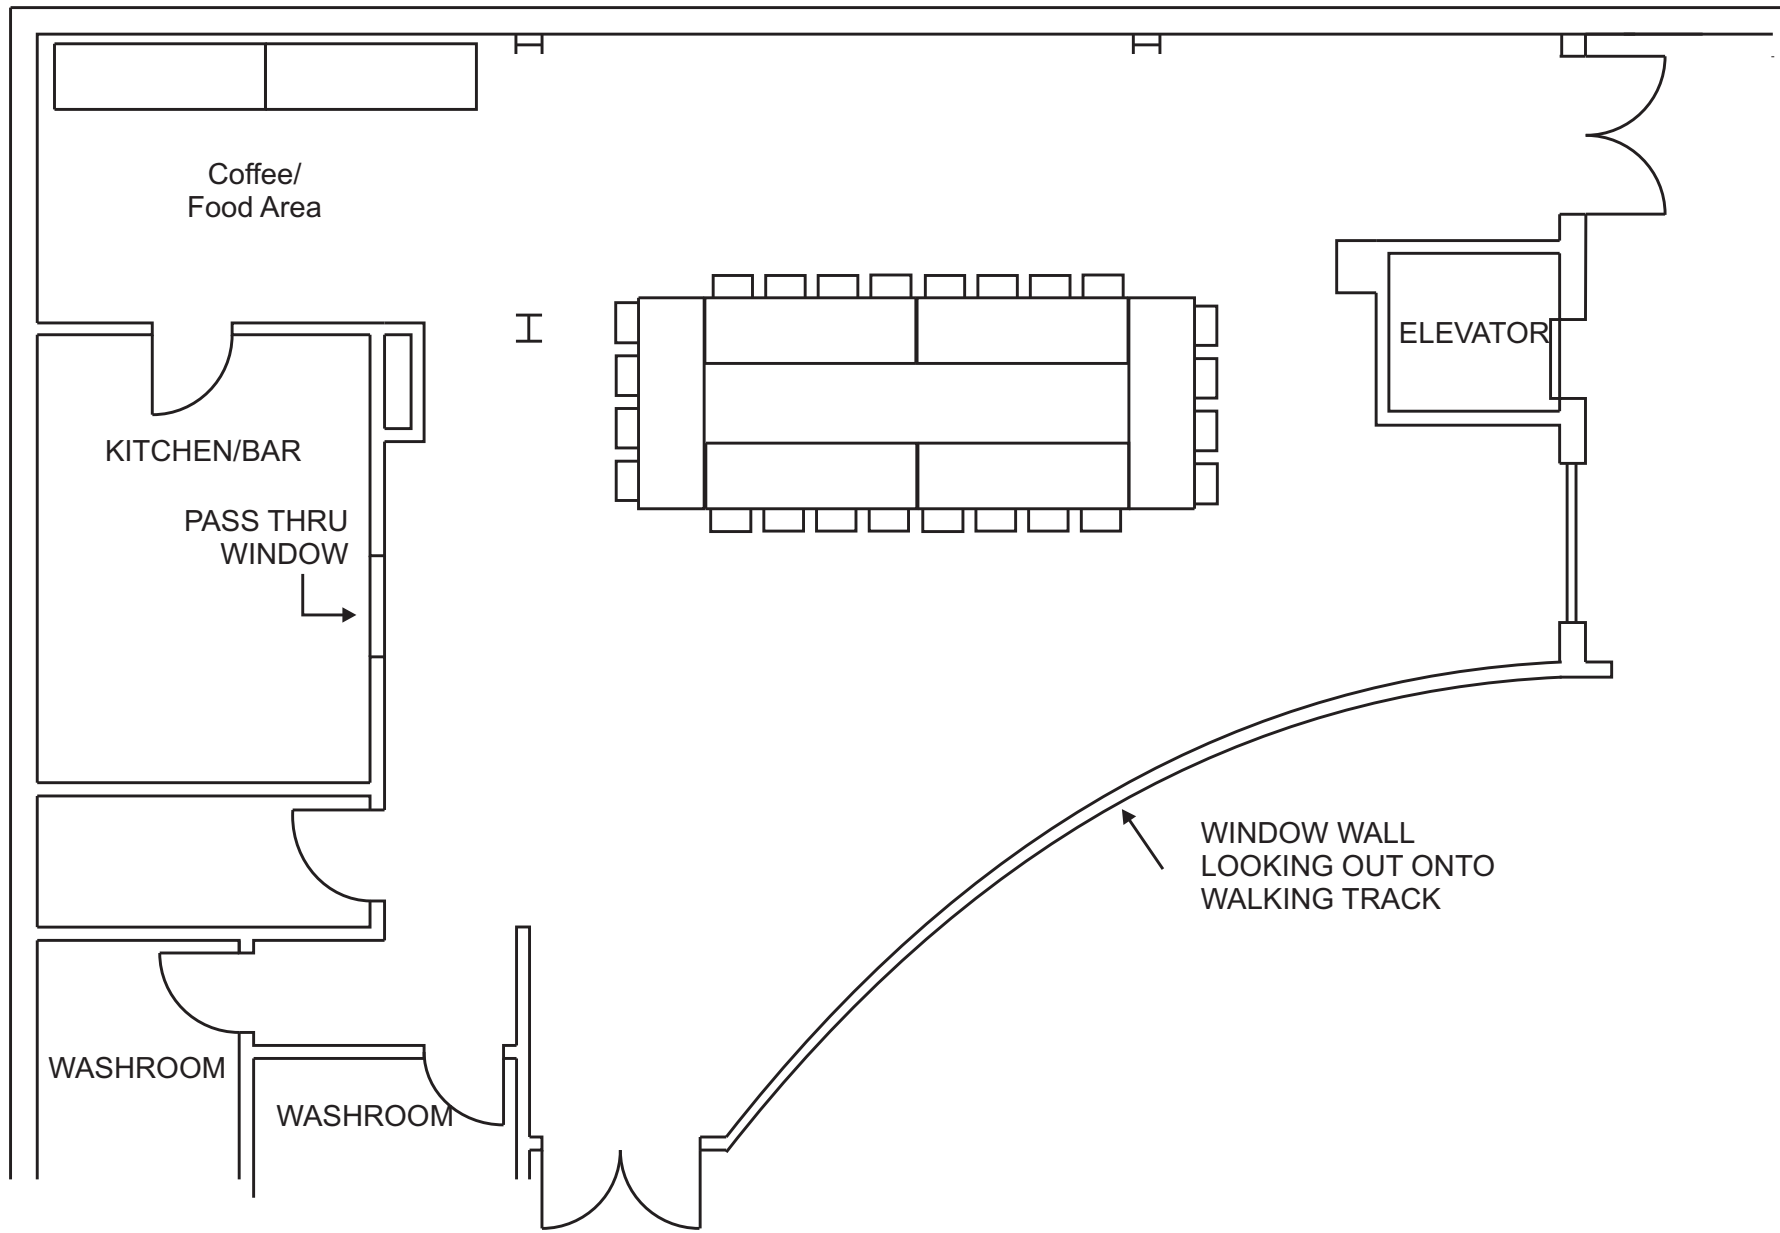 Coffee/
Food Area
ELEVATOR
KITCHEN/BAR
PASS THRU
WINDOW
WINDOW WALL
LOOKING OUT ONTO
WALKING TRACK
WASHROOM
WASHROOM